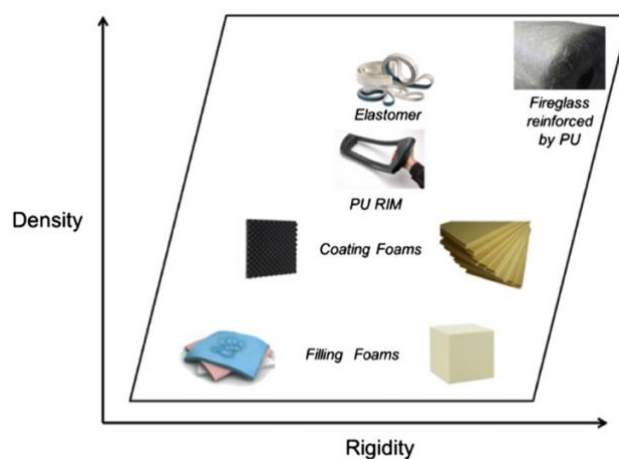 Density
Elastomer
Fireglass
reinforced
by PU
PU RIM
Coating Foams
Filling Foams
Rigidity